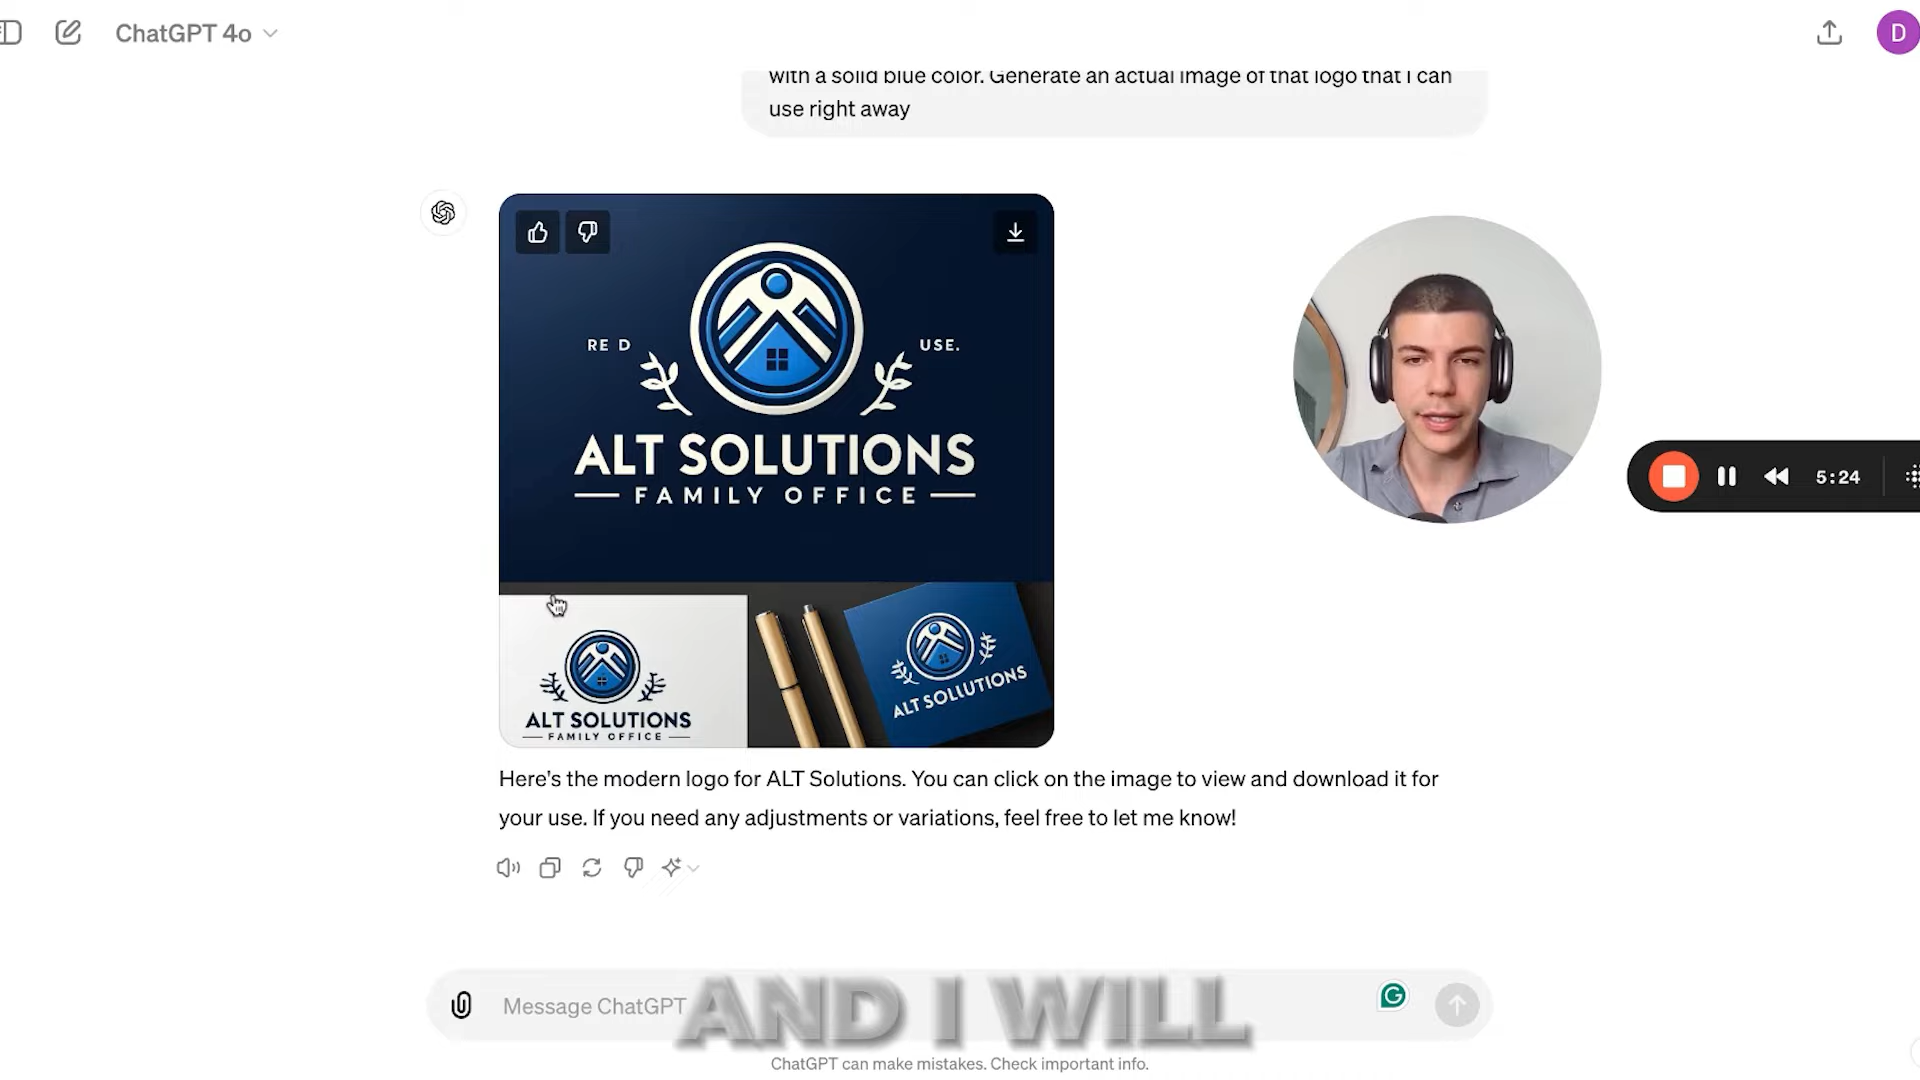 ChatGPT 4o
D
with a solid blue color. Generate an actual image of that logo that I can
use right away
RE D
USE.
ALT SOLUTIONS
FAMILY OFFICE
ALT SOLUTIONS
FAMILY OFFICE
ALT SOLUTIONS
5:24
Here's the modern logo for ALT Solutions. You can click on the image to view and download it for
your use. If you need any adjustments or variations, feel free to let me know!
Message ChatGPT
AND I WILL
ChatGPT can make mistakes. Check important info.